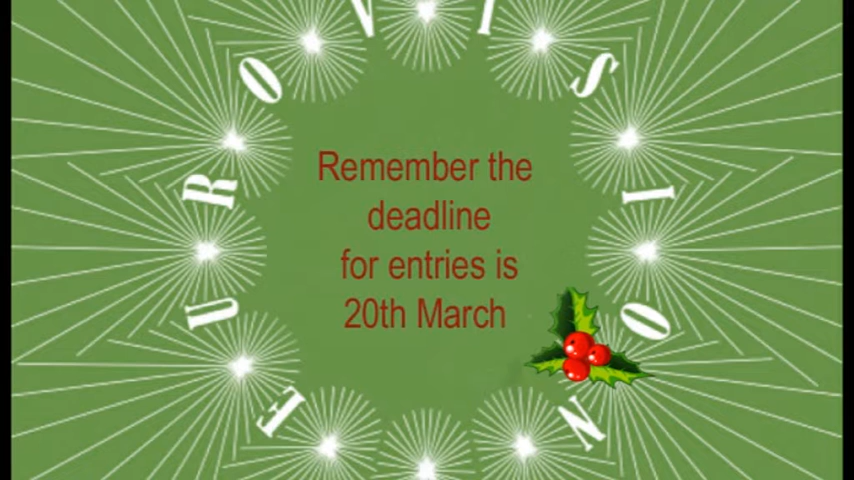 EUROVISION
Remember the
deadline
for entries is
20th March